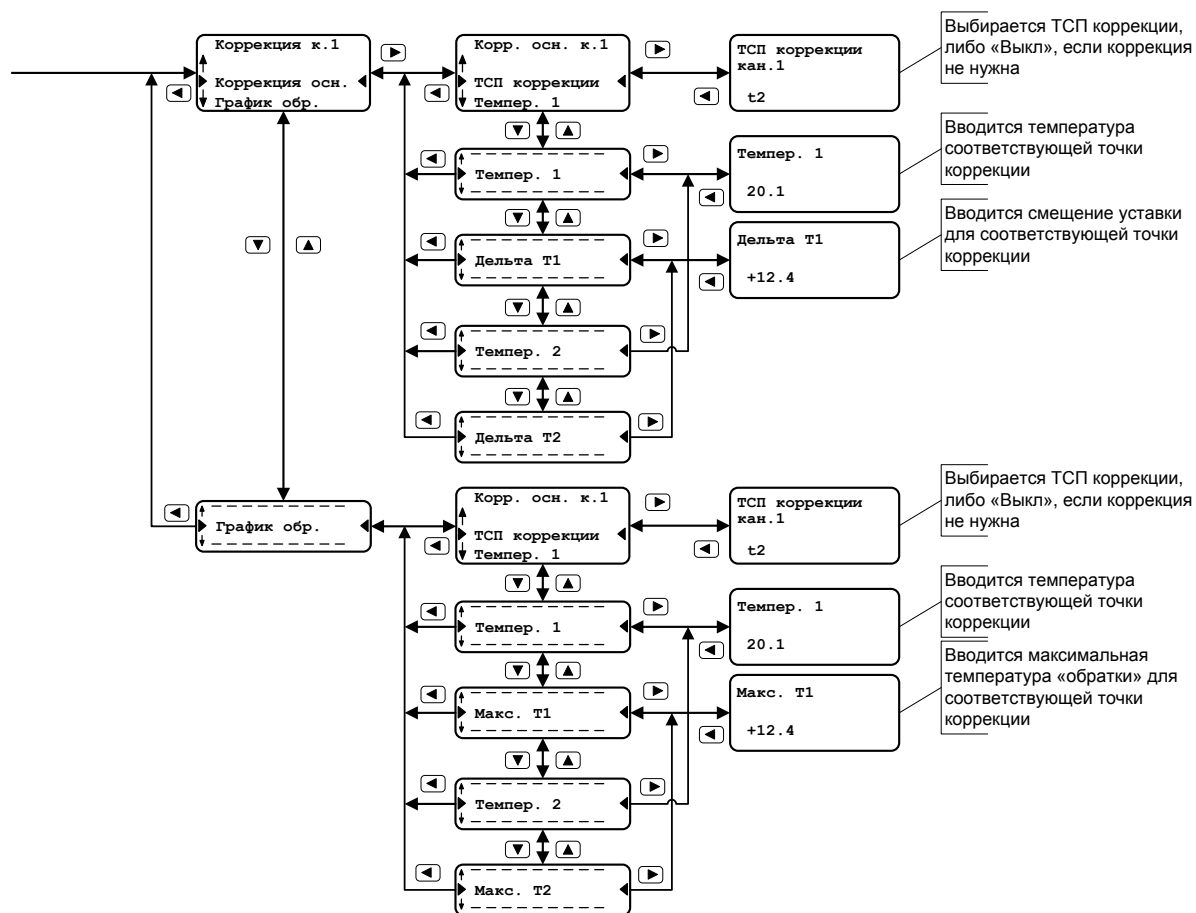 Коррекция к.1
Коррекция осн.
График обр.
Корр. осн. к.1
ТСП коррекции
Темпер. 1
ТСП коррекции
кан.1
t2
Выбирается ТСП коррекции,
либо «Выкл», если коррекция
не нужна
Темпер. 1
Темпер. 1
20.1
Вводится температура
соответствующей точки
коррекции
Дельта Т1
Дельта Т1
+12.4
Вводится смещение уставки
для соответствующей точки
коррекции
Темпер. 2
Дельта Т2
График обр.
Корр. осн. к.1
ТСП коррекции
Темпер. 1
ТСП коррекции
кан.1
t2
Выбирается ТСП коррекции,
либо «Выкл», если коррекция
не нужна
Темпер. 1
Темпер. 1
20.1
Вводится температура
соответствующей точки
коррекции
Макс. Т1
Макс. Т1
+12.4
Вводится максимальная
температура «обратки» для
соответствующей точки
коррекции
Темпер. 2
Макс. Т2